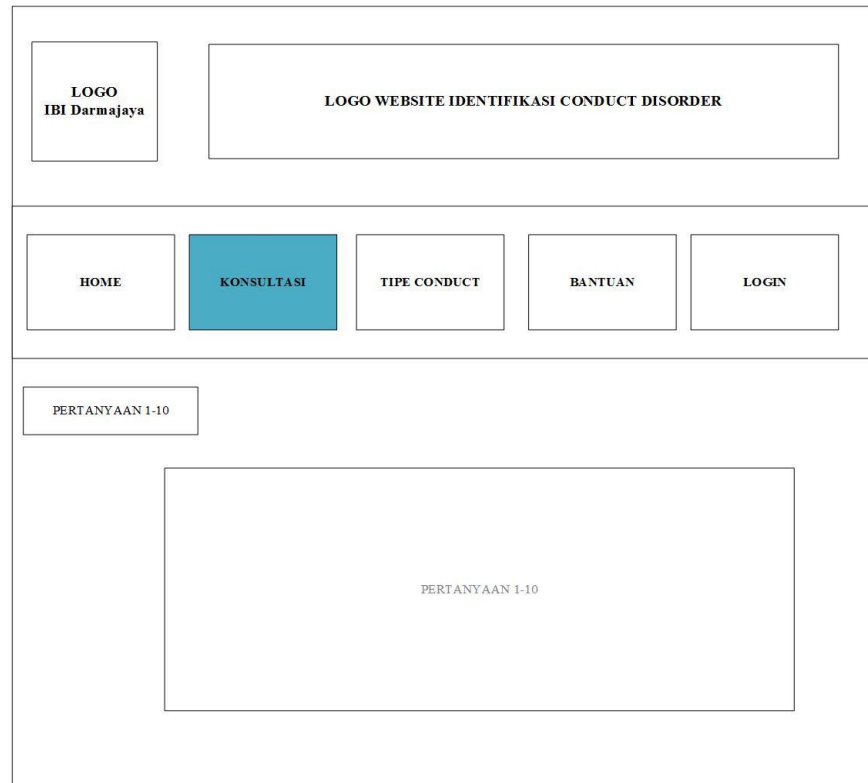 LOGO
IBI Darmajaya
LOGO WEBSITE IDENTIFIKASI CONDUCT DISORDER
HOME
KONSULTASI
TIPE CONDUCT
BANTUAN
LOGIN
PERTANYAAN 1-10
PERTANYAAN 1-10